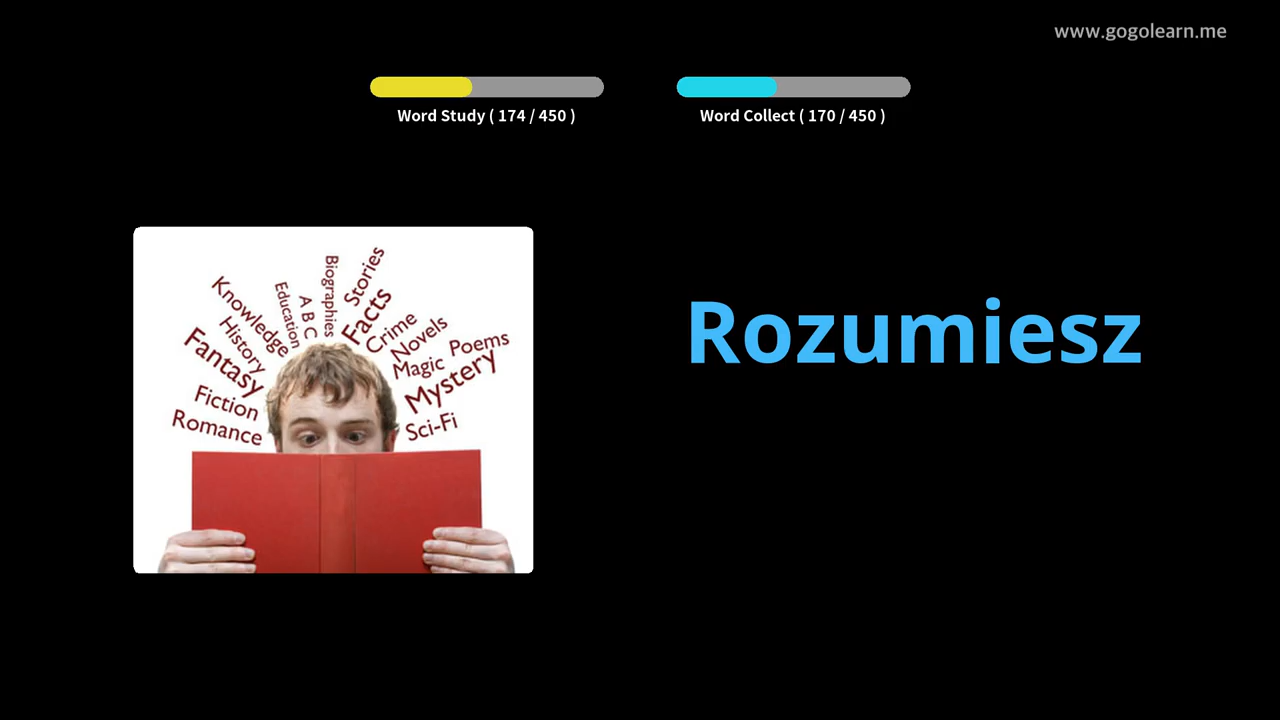 www.gogolearn.me
Word Study ( 174 / 450 )
Word Collect ( 170 / 450 )
Rozumiesz
Stories
Biographies
Facts
Education
A B C
Knowledge
Crime
Novels
History
Poems
Fantasy
Magic
Mystery
Fiction
Romance
Sci-Fi